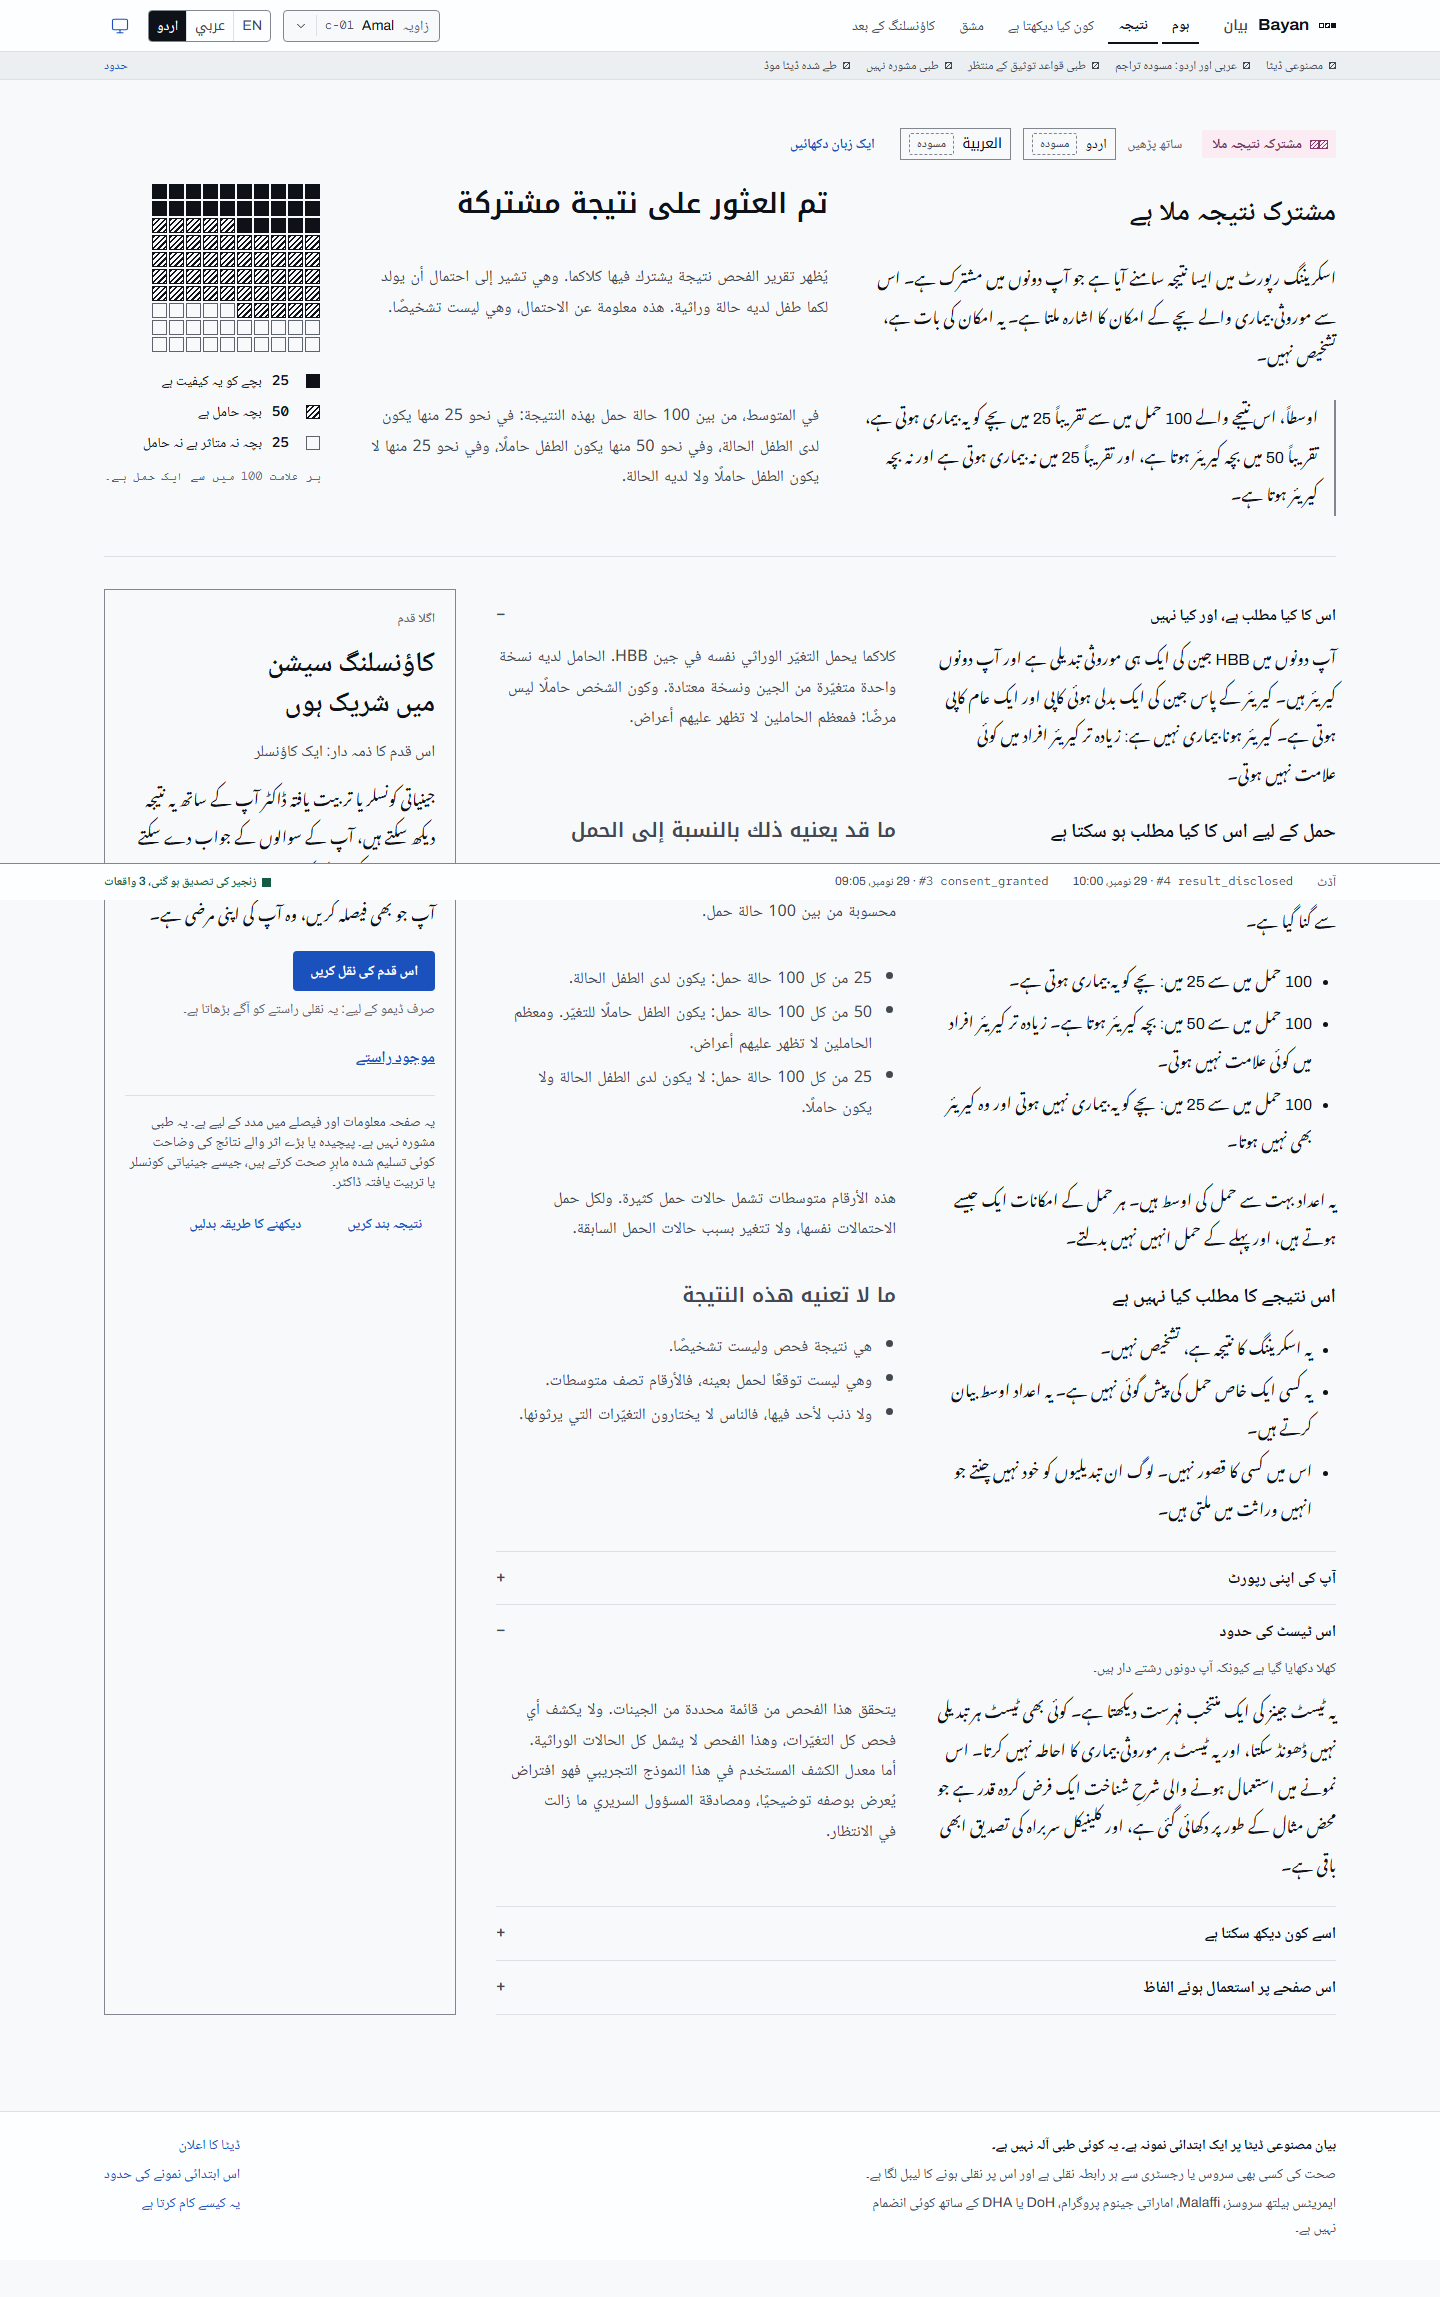 Bayan بیان
ہوم
نتیجہ
کون کیا دیکھتا ہے
مشق
کاؤنسلنگ کے بعد
زاویہ Amal c-01
EN
عربي
اردو
مصنوعی ڈیٹا
عربی اور اردو: مسودہ تراجم
طبی قواعد توثیق کے منتظر
طبی مشورہ نہیں
طے شدہ ڈیٹا موڈ
حدود
مشترکہ نتیجہ ملا
ساتھ پڑھیں
اردو مسودہ
العربية مسودہ
ایک زبان دکھائیں
مشترک نتیجہ ملا ہے
اسکریننگ رپورٹ میں ایسا نتیجہ سامنے آیا ہے جو آپ دونوں میں مشترک ہے۔ اس
سے موروثی بیماری والے بچے کے امکان کا اشارہ ملتا ہے۔ یہ امکان کی بات ہے،
تشخیص نہیں۔
تم العثور على نتيجة مشتركة
يُظهر تقرير الفحص نتيجة يشترك فيها كلاكما. وهي تشير إلى احتمال أن يولد
لكما طفل لديه حالة وراثية. هذه معلومة عن الاحتمال، وهي ليست تشخيصًا.
اوسطاً، اس نتیجے والے 100 حمل میں سے تقریباً 25 میں بچے کو یہ بیماری ہوتی ہے،
تقریباً 50 میں بچہ کیریئر ہوتا ہے، اور تقریباً 25 میں نہ بیماری ہوتی ہے اور نہ بچہ
کیریئر ہوتا ہے۔
في المتوسط، من بين 100 حالة حمل بهذه النتيجة: في نحو 25 منها يكون
لدى الطفل الحالة، وفي نحو 50 منها يكون الطفل حاملًا، وفي نحو 25 منها لا
يكون الطفل حاملًا ولا لديه الحالة.
25 بچے کو یہ کیفیت ہے
50 بچہ حامل ہے
25 بچہ نہ متاثر ہے نہ حامل
ہر علامت 100 میں سے ایک حمل ہے۔
اس کا کیا مطلب ہے، اور کیا نہیں
−
آپ دونوں میں HBB جین کی ایک ہی موروثی تبدیلی ہے اور آپ دونوں
کیریئر ہیں۔ کیریئر کے پاس جین کی ایک بدلی ہوئی کاپی اور ایک عام کاپی
ہوتی ہے۔ کیریئر ہونا بیماری نہیں ہے: زیادہ تر کیریئر افراد میں کوئی
علامت نہیں ہوتی۔
كلاكما يحمل التغيّر الوراثي نفسه في جين HBB. الحامل لديه نسخة
واحدة متغيّرة من الجين ونسخة معتادة. وكون الشخص حاملًا ليس
مرضًا: فمعظم الحاملين لا تظهر عليهم أعراض.
حمل کے لیے اس کا کیا مطلب ہو سکتا ہے
ما قد يعنيه ذلك بالنسبة إلى الحمل
سے گنا گیا ہے۔
محسوبة من بين 100 حالة حمل.
• 100 حمل میں سے 25 میں: بچے کو یہ بیماری ہوتی ہے۔
• 100 حمل میں سے 50 میں: بچہ کیریئر ہوتا ہے۔ زیادہ تر کیریئر افراد
میں کوئی علامت نہیں ہوتی۔
• 100 حمل میں سے 25 میں: بچے کو یہ بیماری نہیں ہوتی اور وہ کیریئر
بھی نہیں ہوتا۔
• 25 من كل 100 حالة حمل: يكون لدى الطفل الحالة.
• 50 من كل 100 حالة حمل: يكون الطفل حاملًا للتغيّر. ومعظم
الحاملين لا تظهر عليهم أعراض.
• 25 من كل 100 حالة حمل: لا يكون لدى الطفل الحالة ولا
يكون حاملًا.
یہ اعداد بہت سے حمل کی اوسط ہیں۔ ہر حمل کے امکانات ایک جیسے
ہوتے ہیں، اور پہلے کے حمل انہیں نہیں بدلتے۔
هذه الأرقام متوسطات تشمل حالات حمل كثيرة. ولكل حمل
الاحتمالات نفسها، ولا تتغير بسبب حالات الحمل السابقة.
اس نتیجے کا مطلب کیا نہیں ہے
• یہ اسکریننگ کا نتیجہ ہے، تشخیص نہیں۔
• یہ کسی ایک خاص حمل کی پیش گوئی نہیں ہے۔ یہ اعداد اوسط بیان
کرتے ہیں۔
• اس میں کسی کا قصور نہیں۔ لوگ ان تبدیلیوں کو خود نہیں چنتے جو
انہیں وراثت میں ملتی ہیں۔
ما لا تعنيه هذه النتيجة
• هي نتيجة فحص وليست تشخيصًا.
• وهي ليست توقعًا لحمل بعينه، فالأرقام تصف متوسطات.
• ولا ذنب لأحد فيها، فالناس لا يختارون التغيّرات التي يرثونها.
آپ کی اپنی رپورٹ
+
اس ٹیسٹ کی حدود
−
کھلا دکھایا گیا ہے کیونکہ آپ دونوں رشتے دار ہیں۔
یہ ٹیسٹ جینز کی ایک منتخب فہرست دیکھتا ہے۔ کوئی بھی ٹیسٹ ہر تبدیلی
نہیں ڈھونڈ سکتا، اور یہ ٹیسٹ ہر موروثی بیماری کا احاطہ نہیں کرتا۔ اس
نمونے میں استعمال ہونے والی شرحِ شناخت ایک فرض کردہ قدر ہے جو
محض مثال کے طور پر دکھائی گئی ہے، اور کلینیکل سربراہ کی تصدیق ابھی
باقی ہے۔
يتحقق هذا الفحص من قائمة محددة من الجينات. ولا يكشف أي
فحص كل التغيّرات، وهذا الفحص لا يشمل كل الحالات الوراثية.
أما معدل الكشف المستخدم في هذا النموذج التجريبي فهو افتراض
يُعرض بوصفه توضيحيًا، ومصادقة المسؤول السريري ما زالت
في الانتظار.
اسے کون دیکھ سکتا ہے
+
اس صفحے پر استعمال ہوئے الفاظ
+
اگلا قدم
کاؤنسلنگ سیشن
میں شریک ہوں
اس قدم کا ذمہ دار: ایک کاؤنسلر
جینیاتی کونسلر یا تربیت یافتہ ڈاکٹر آپ کے ساتھ یہ نتیجہ
دیکھ سکتے ہیں، آپ کے سوالوں کے جواب دے سکتے
آپ جو بھی فیصلہ کریں، وہ آپ کی اپنی مرضی ہے۔
اس قدم کی نقل کریں
صرف ڈیمو کے لیے: یہ نقلی راستے کو آگے بڑھاتا ہے۔
موجود راستے
یہ صفحہ معلومات اور فیصلے میں مدد کے لیے ہے۔ یہ طبی
مشورہ نہیں ہے۔ پیچیدہ یا بڑے اثر والے نتائج کی وضاحت
کوئی تسلیم شدہ ماہرِ صحت کرتے ہیں، جیسے جینیاتی کونسلر
یا تربیت یافتہ ڈاکٹر۔
نتیجہ بند کریں
دیکھنے کا طریقہ بدلیں
آڈٹ
#4 result_disclosed · 29 نومبر، 10:00
#3 consent_granted · 29 نومبر، 09:05
زنجیر کی تصدیق ہو گئی، 3 واقعات
بیان مصنوعی ڈیٹا پر ایک ابتدائی نمونہ ہے۔ یہ کوئی طبی آلہ نہیں ہے۔
صحت کی کسی بھی سروس یا رجسٹری سے ہر رابطہ نقلی ہے اور اس پر نقلی ہونے کا لیبل لگا ہے۔
ایمریٹس ہیلتھ سروسز، Malaffi، اماراتی جینوم پروگرام، DoH یا DHA کے ساتھ کوئی انضمام
نہیں ہے۔
ڈیٹا کا اعلان
اس ابتدائی نمونے کی حدود
یہ کیسے کام کرتا ہے